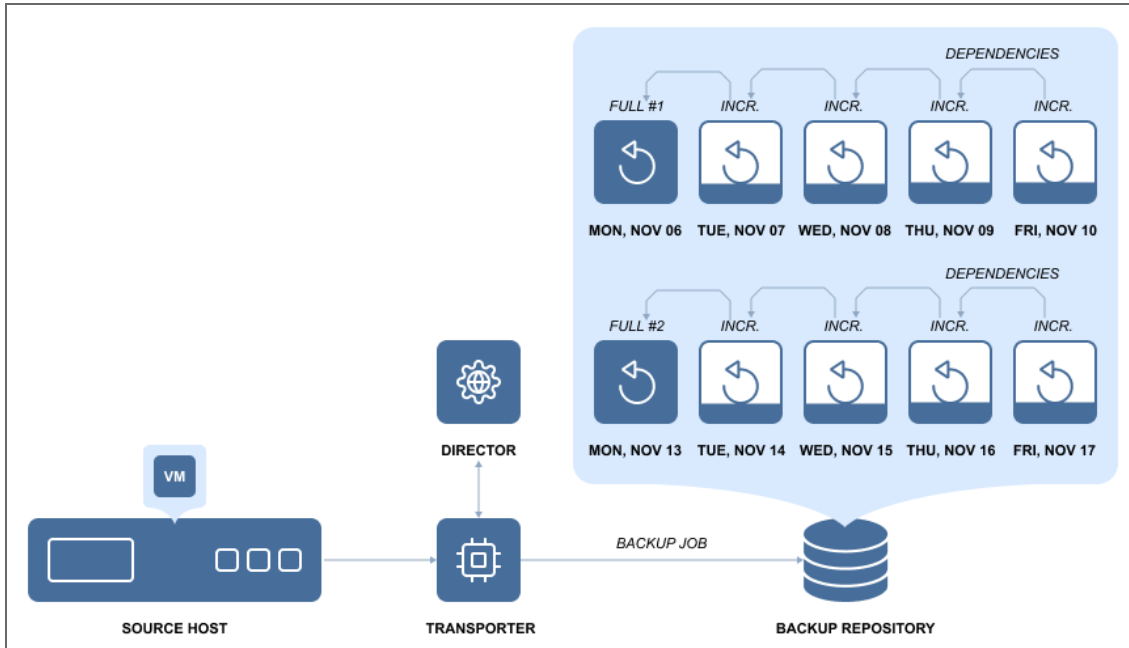 DEPENDENCIES
FULL #1 INCR. INCR. INCR. INCR.
MON, NOV 06 TUE, NOV 07 WED, NOV 08 THU, NOV 09 FRI, NOV 10
DEPENDENCIES
FULL #2 INCR. INCR. INCR. INCR.
MON, NOV 13 TUE, NOV 14 WED, NOV 15 THU, NOV 16 FRI, NOV 17
DIRECTOR
VM
BACKUP JOB
SOURCE HOST TRANSPORTER BACKUP REPOSITORY